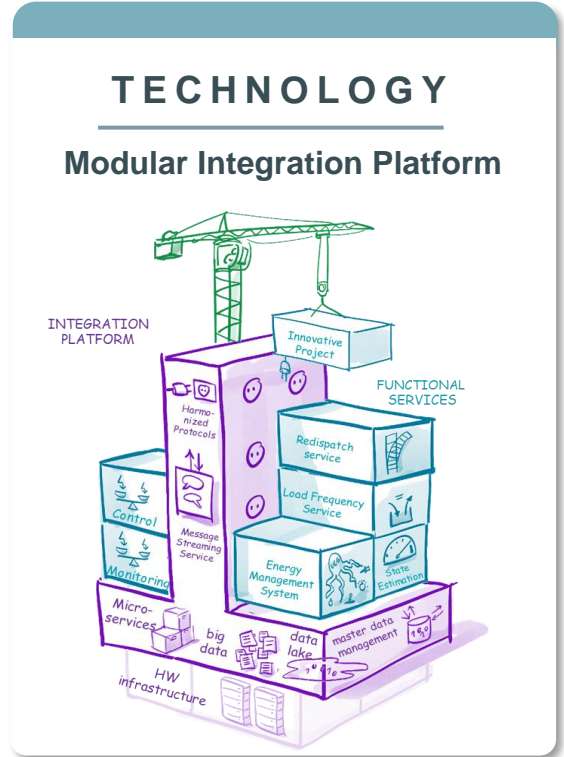 TECHNOLOGY
Modular Integration Platform
INTEGRATION
PLATFORM
Innovative
Project
FUNCTIONAL
SERVICES
Harmo-
nized
Protocols
Redispatch
service
Load Frequency
Service
Control
Message
Streaming
Service
Monitoring
Energy
Management
System
State
Estimation
Micro-
services
big
data
data
lake
master data
management
HW
infrastructure